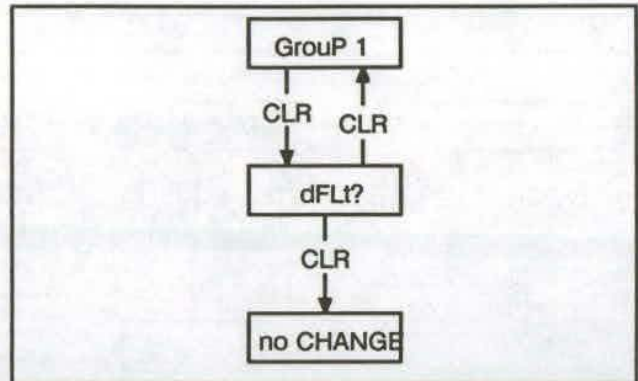 GrouP 1
CLR CLR
dFLt?
CLR
no CHANGE